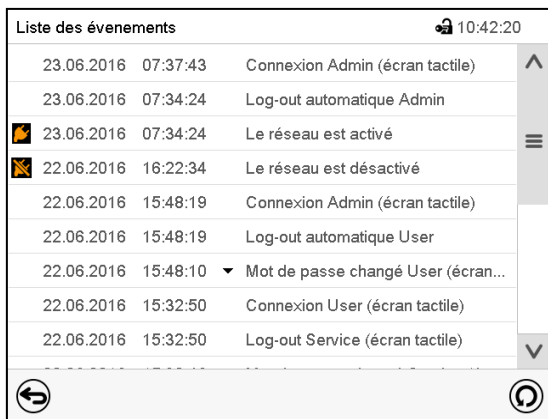 Liste des évenements 10:42:20
23.06.2016 07:37:43 Connexion Admin (écran tactile)
23.06.2016 07:34:24 Log-out automatique Admin
23.06.2016 07:34:24 Le réseau est activé
22.06.2016 16:22:34 Le réseau est désactivé
22.06.2016 15:48:19 Connexion Admin (écran tactile)
22.06.2016 15:48:19 Log-out automatique User
22.06.2016 15:48:10 Mot de passe changé User (écran...
22.06.2016 15:32:50 Connexion User (écran tactile)
22.06.2016 15:32:50 Log-out Service (écran tactile)